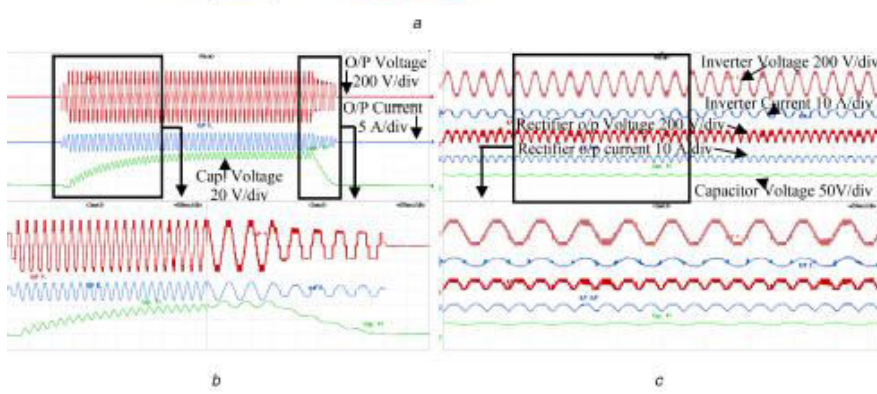 a
O/P Voltage
200 V/div
O/P Current
5 A/div
Cap. Voltage
20 V/div
Inverter Voltage 200 V/div
Inverter Current 10 A/div
Rectifier o/p Voltage 200 V/div
Rectifier o/p current 10 A/div
Capacitor Voltage 50V/div
b
c